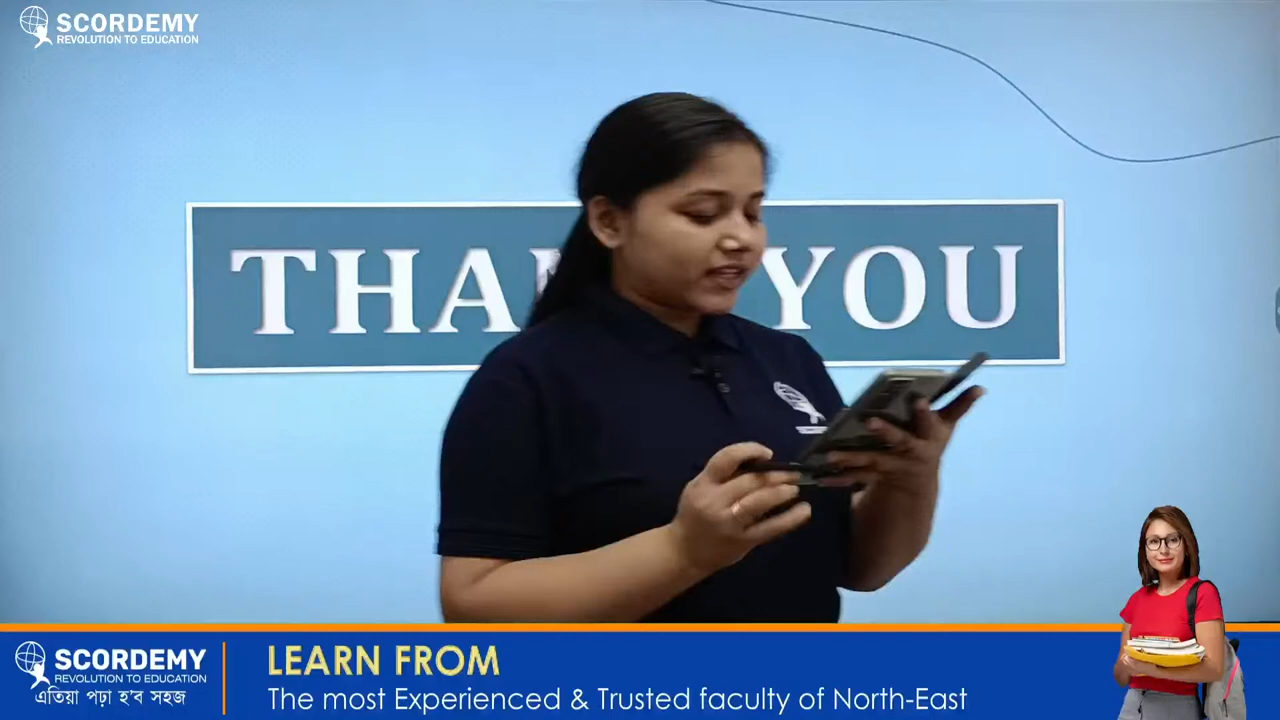 SCORDEMY
REVOLUTION TO EDUCATION
THANK YOU
SCORDEMY
REVOLUTION TO EDUCATION
এতিয়া পঢ়া হ'ব সহজ
LEARN FROM
The most Experienced & Trusted faculty of North-East